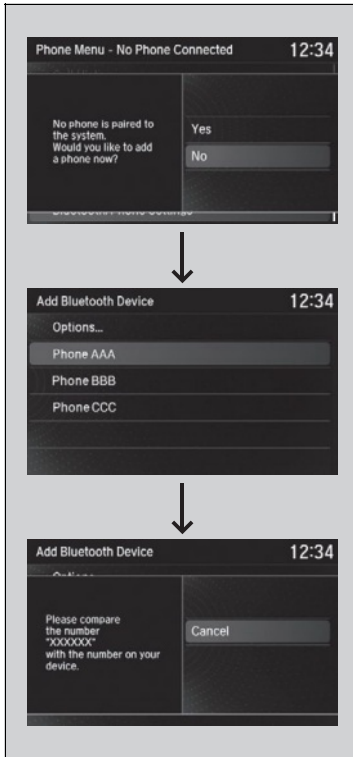 Phone Menu - No Phone Connected 12:34
No phone is paired to
the system.
Would you like to add
a phone now?
Yes
No
Add Bluetooth Device 12:34
Options...
Phone AAA
Phone BBB
Phone CCC
Add Bluetooth Device 12:34
Please compare
the number
"XXXXXX"
with the number on your
device.
Cancel